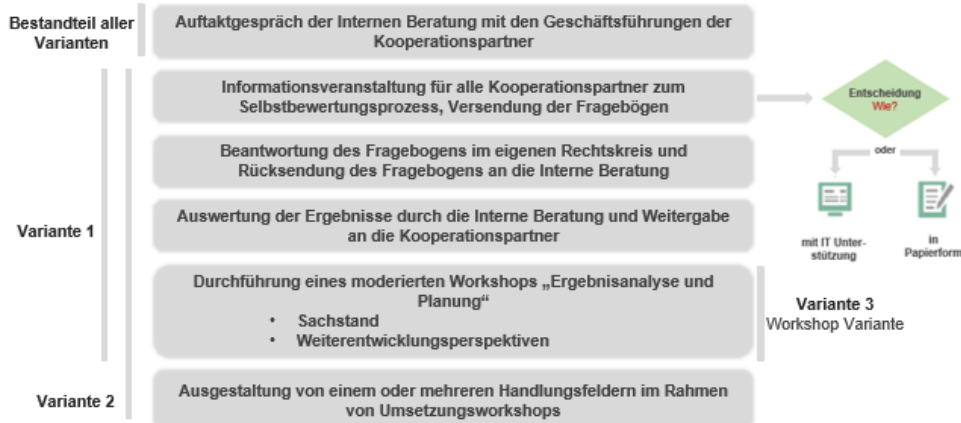 Bestandteil aller
Varianten
Auftaktgespräch der Internen Beratung mit den Geschäftsführungen der
Kooperationspartner
Informationsveranstaltung für alle Kooperationspartner zum
Selbstbewertungsprozess, Versendung der Fragebögen
Entscheidung
Wie?
oder
mit IT Unter-
stützung
in
Papierform
Beantwortung des Fragebogens im eigenen Rechtskreis und
Rücksendung des Fragebogens an die Interne Beratung
Variante 1
Auswertung der Ergebnisse durch die Interne Beratung und Weitergabe
an die Kooperationspartner
Durchführung eines moderierten Workshops „Ergebnisanalyse und
Planung“
• Sachstand
• Weiterentwicklungsperspektiven
Variante 3
Workshop Variante
Variante 2
Ausgestaltung von einem oder mehreren Handlungsfeldern im Rahmen
von Umsetzungsworkshops